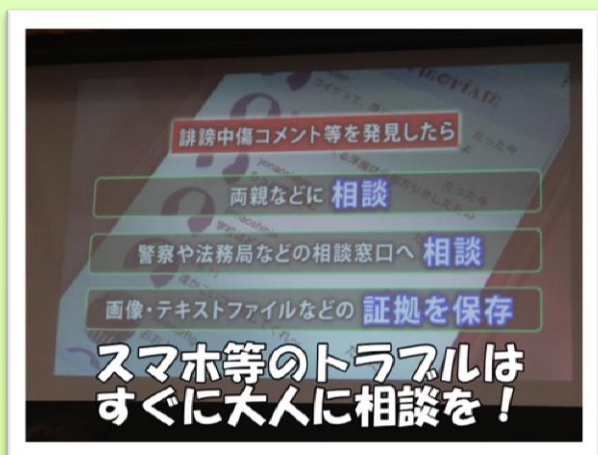 誹謗中傷コメント等を発見したら
両親などに 相談
警察や法務局などの相談窓口へ 相談
画像・テキストファイルなどの 証拠を保存
スマホ等のトラブルは
すぐに大人に相談を！